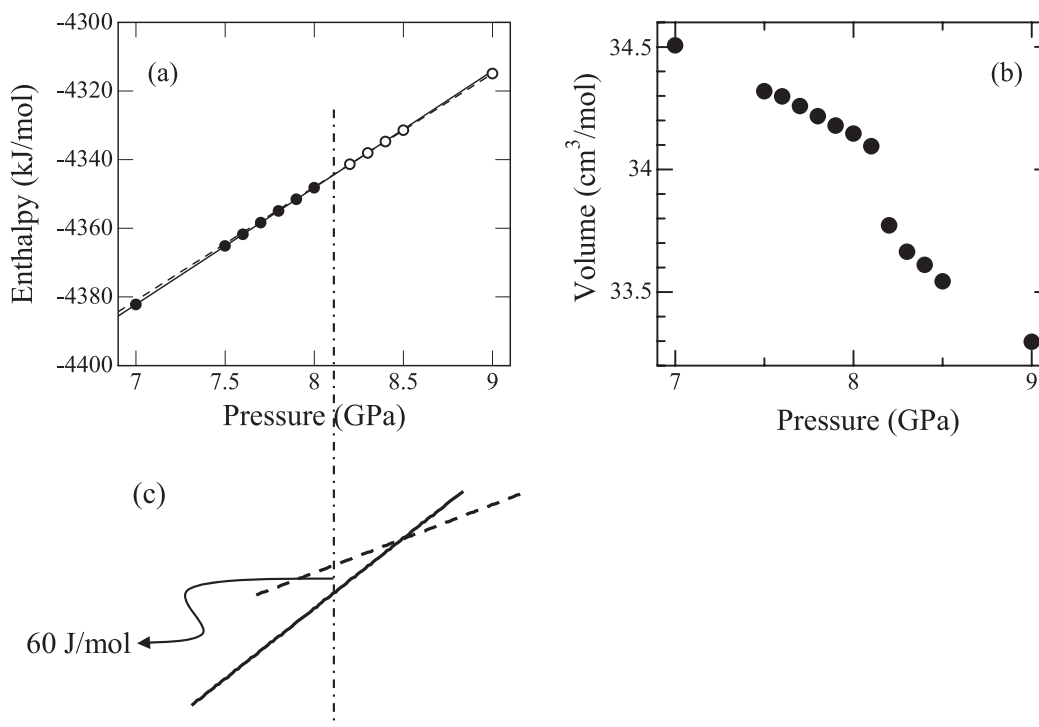 (a)
Enthalpy (kJ/mol)
-4300
-4320
-4340
-4360
-4380
-4400
7
7.5
8
8.5
9
Pressure (GPa)
(b)
Volume (cm³/mol)
34.5
34
33.5
7
8
9
Pressure (GPa)
(c)
60 J/mol